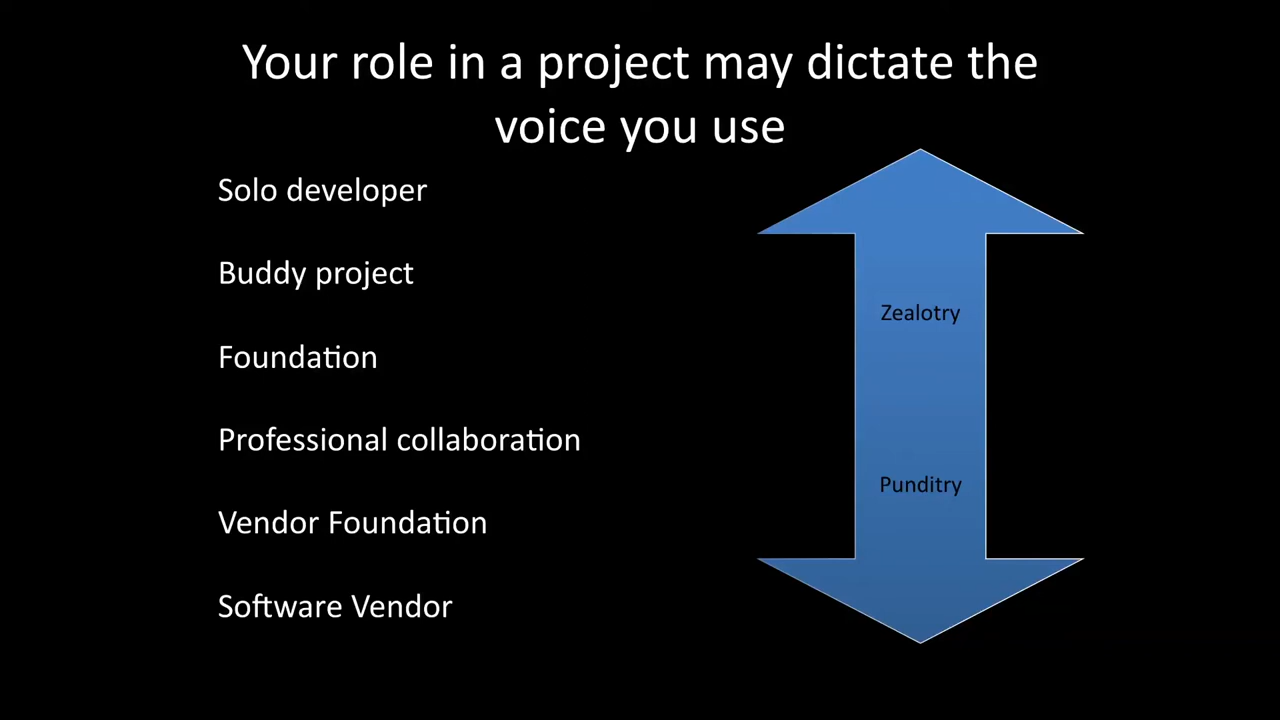 Your role in a project may dictate the
voice you use
Solo developer
Buddy project
Foundation
Professional collaboration
Vendor Foundation
Software Vendor
Zealotry
Punditry